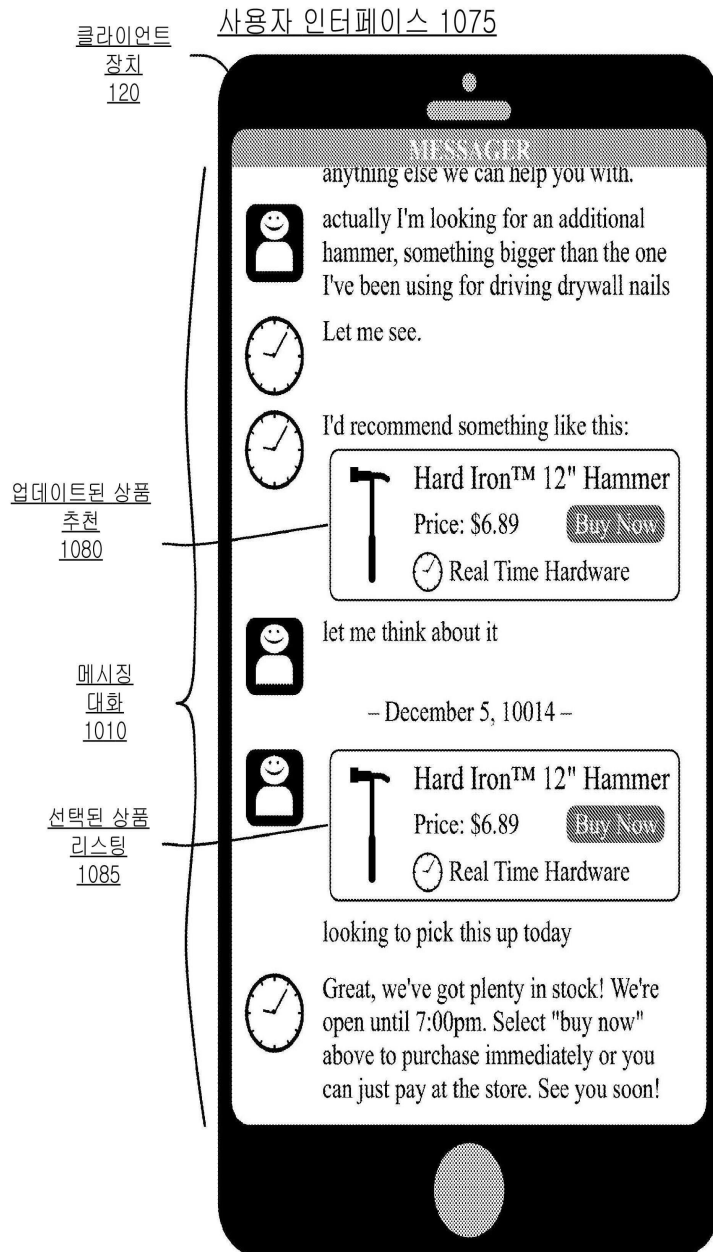 사용자 인터페이스 1075
클라이언트
장치
120
MESSAGER
anything else we can help you with.
actually I'm looking for an additional
hammer, something bigger than the one
I've been using for driving drywall nails
Let me see.
I'd recommend something like this:
업데이트된 상품
추천
1080
Hard Iron™ 12" Hammer
Price: $6.89
Buy Now
Real Time Hardware
let me think about it
메시징
대화
1010
– December 5, 10014 –
선택된 상품
리스팅
1085
Hard Iron™ 12" Hammer
Price: $6.89
Buy Now
Real Time Hardware
looking to pick this up today
Great, we've got plenty in stock! We're
open until 7:00pm. Select "buy now"
above to purchase immediately or you
can just pay at the store. See you soon!